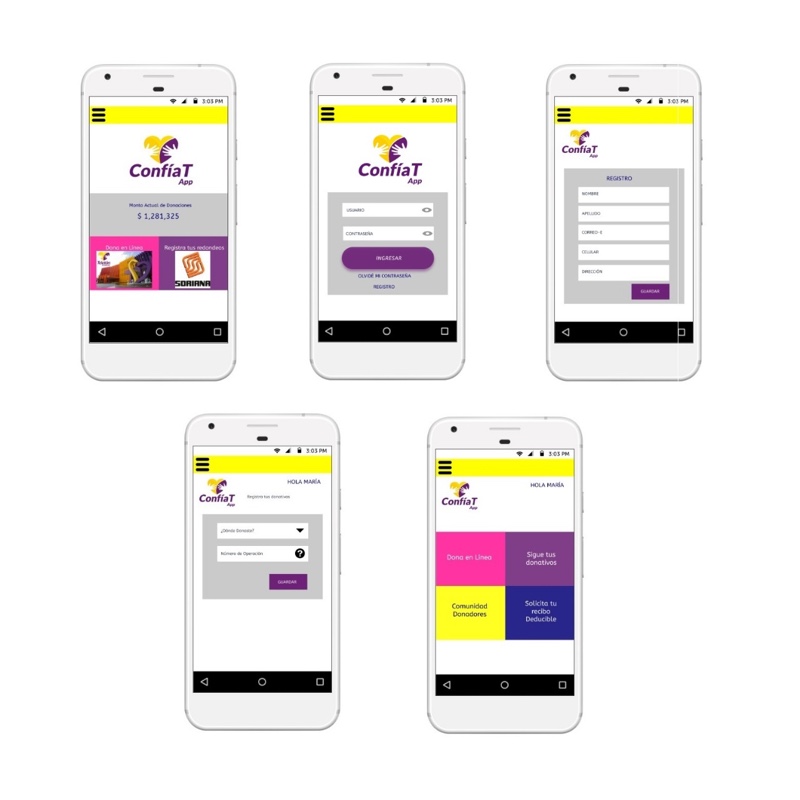 3:03 PM
ConfíaT
App
Monto Actual de Donaciones
$ 1,281,325
Dona en Línea
Registra tus redondeos
SORIANA
3:03 PM
ConfíaT
App
USUARIO
CONTRASEÑA
INGRESAR
OLVIDÉ MI CONTRASEÑA
REGISTRO
3:03 PM
ConfíaT
App
REGISTRO
NOMBRE
APELLIDO
CORREO-E
CELULAR
DIRECCIÓN
GUARDAR
3:03 PM
HOLA MARÍA
ConfíaT
App
Registra tus donativos
¿Dónde Donaste?
Número de Operación
?
GUARDAR
3:03 PM
HOLA MARÍA
ConfíaT
App
Dona en Línea
Sigue tus
donativos
Comunidad
Donadores
Solicita tu
recibo
Deducible